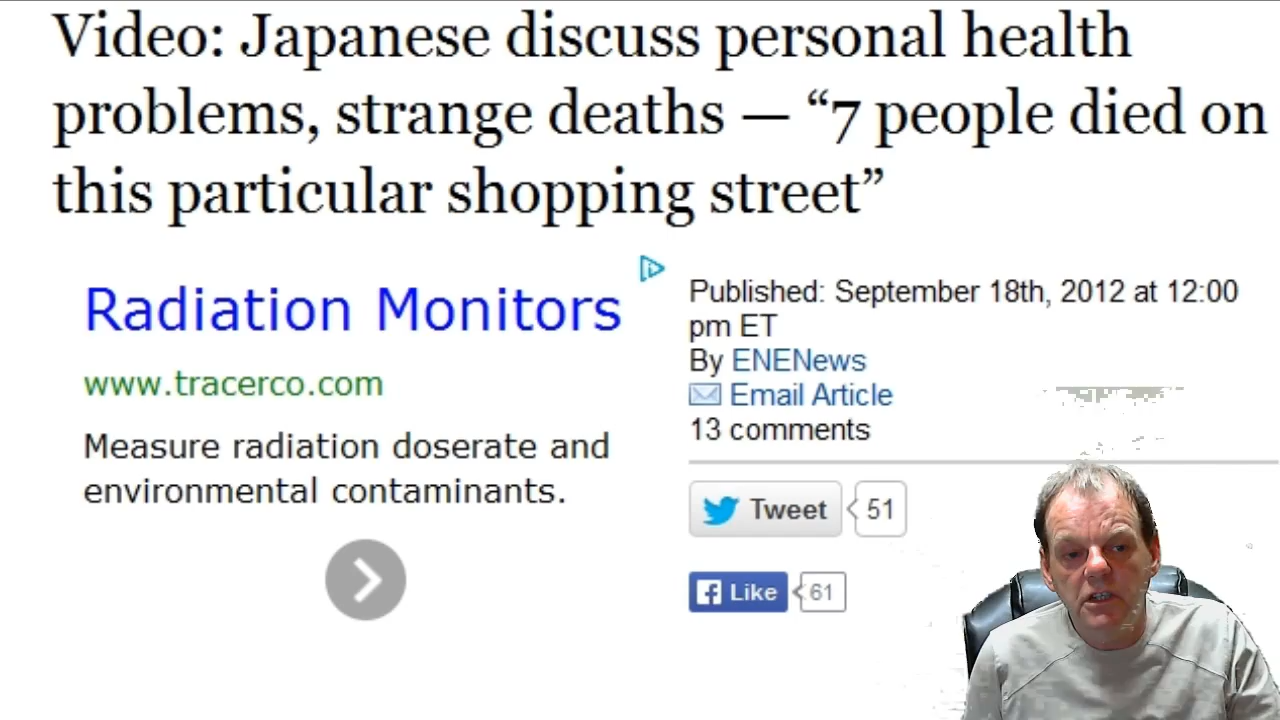 Video: Japanese discuss personal health
problems, strange deaths — “7 people died on
this particular shopping street”
Radiation Monitors
www.tracerco.com
Measure radiation doserate and
environmental contaminants.
Published: September 18th, 2012 at 12:00
pm ET
By ENENews
Email Article
13 comments
Tweet 51
Like 61